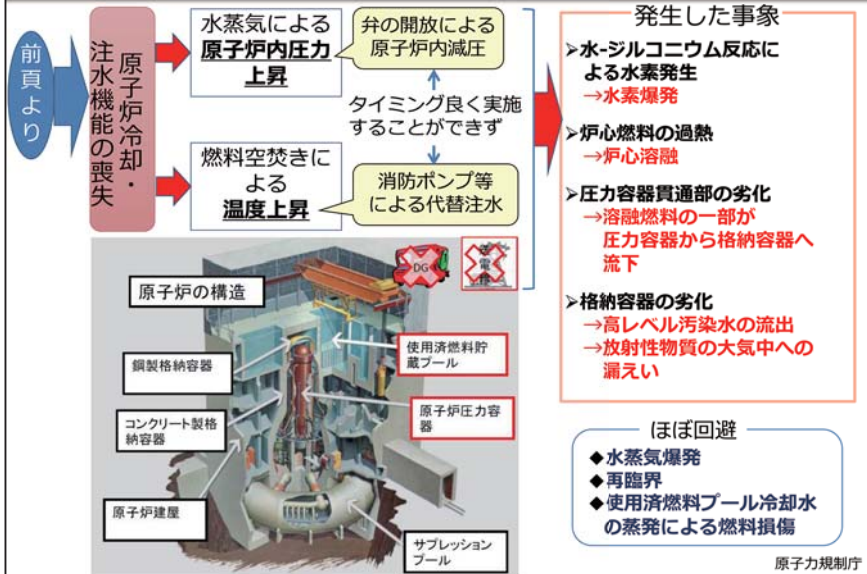 前頁より
原子炉冷却・
注水機能の喪失
水蒸気による
原子炉内圧力
上昇
弁の開放による
原子炉内減圧
タイミング良く実施
することができず
燃料空焚きに
よる
温度上昇
消防ポンプ等
による代替注水
発生した事象
➤水-ジルコニウム反応に
よる水素発生
→水素爆発
➤炉心燃料の過熱
→炉心溶融
➤圧力容器貫通部の劣化
→溶融燃料の一部が
圧力容器から格納容器へ
流下
➤格納容器の劣化
→高レベル汚染水の流出
→放射性物質の大気中への
漏えい
DG
原子炉の構造
鋼製格納容器
コンクリート製格
納容器
原子炉建屋
使用済燃料貯
蔵プール
原子炉圧力容
器
サプレッション
プール
ほぼ回避
◆水蒸気爆発
◆再臨界
◆使用済燃料プール冷却水
の蒸発による燃料損傷
原子力規制庁